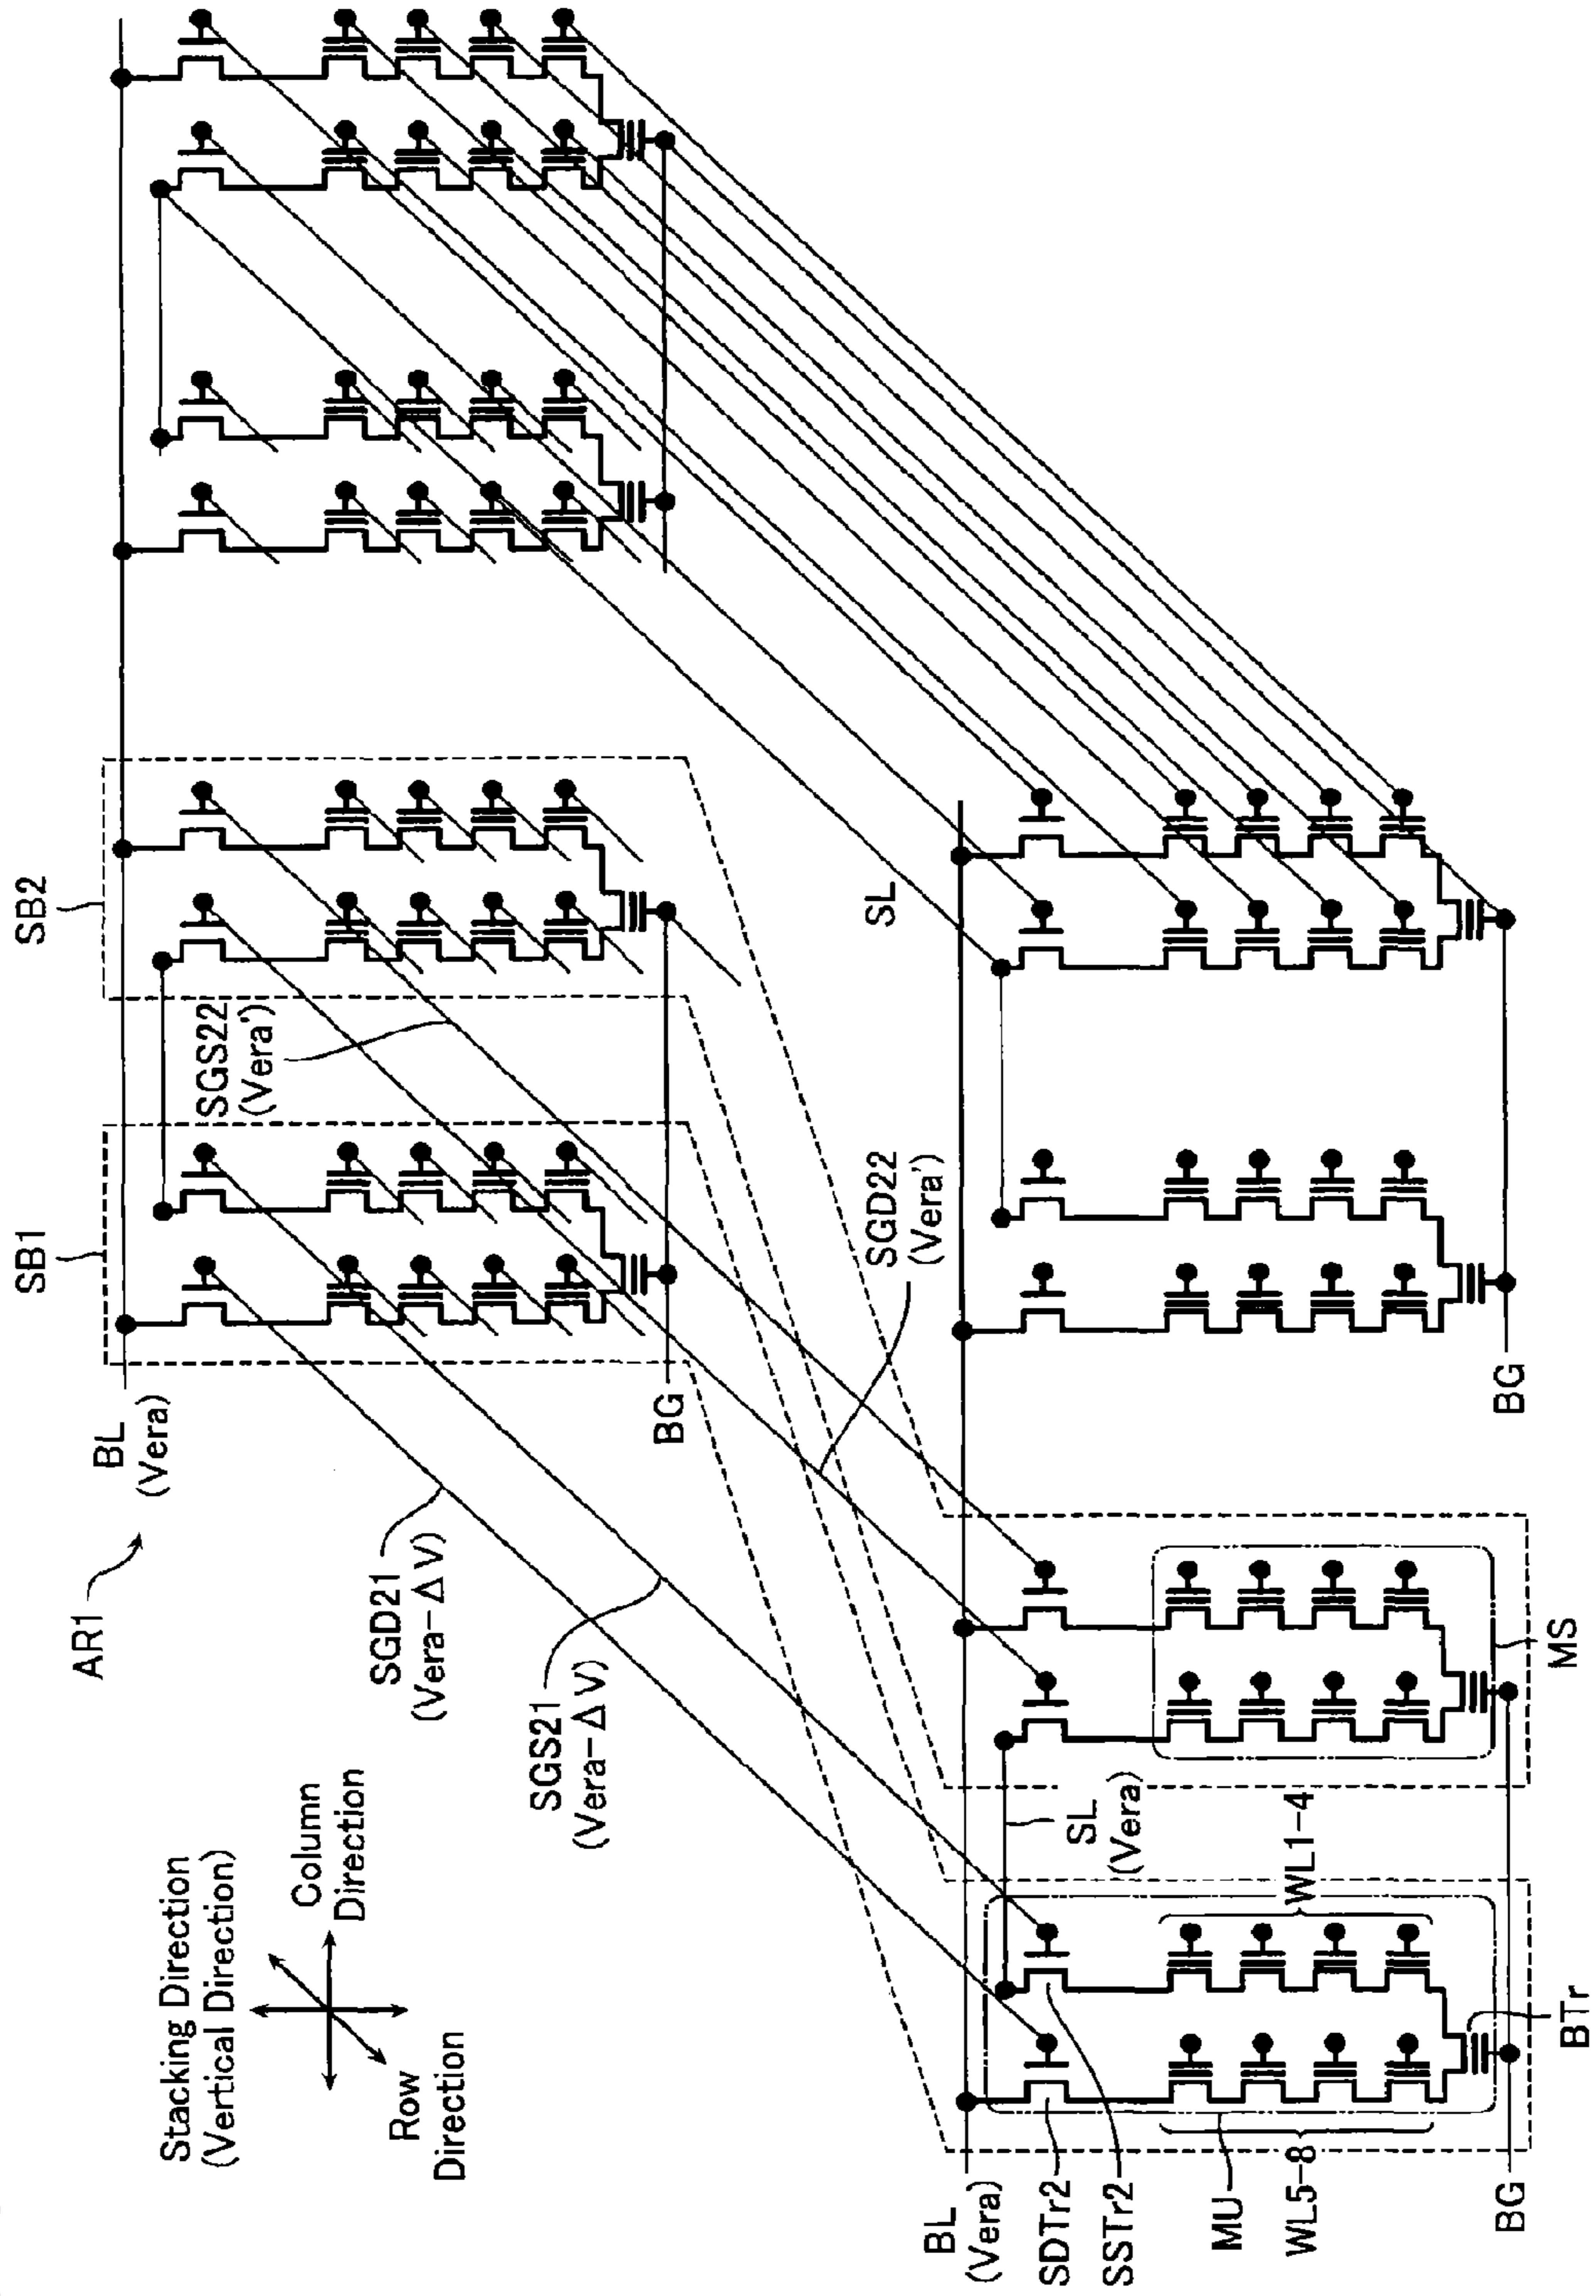 AR1
BL
(Vera)
SB1
SB2
SGS22
(Vera')
BG
SGD21
(Vera-ΔV)
SGS21
(Vera-ΔV)
SGD22
(Vera')
Stacking Direction
(Vertical Direction)
Column
Direction
Row
Direction
BL
(Vera)
SDTr2
SSTr2
MU
WL5-8
BG
SL
(Vera)
WL1-4
BTr
MS
SL
BG